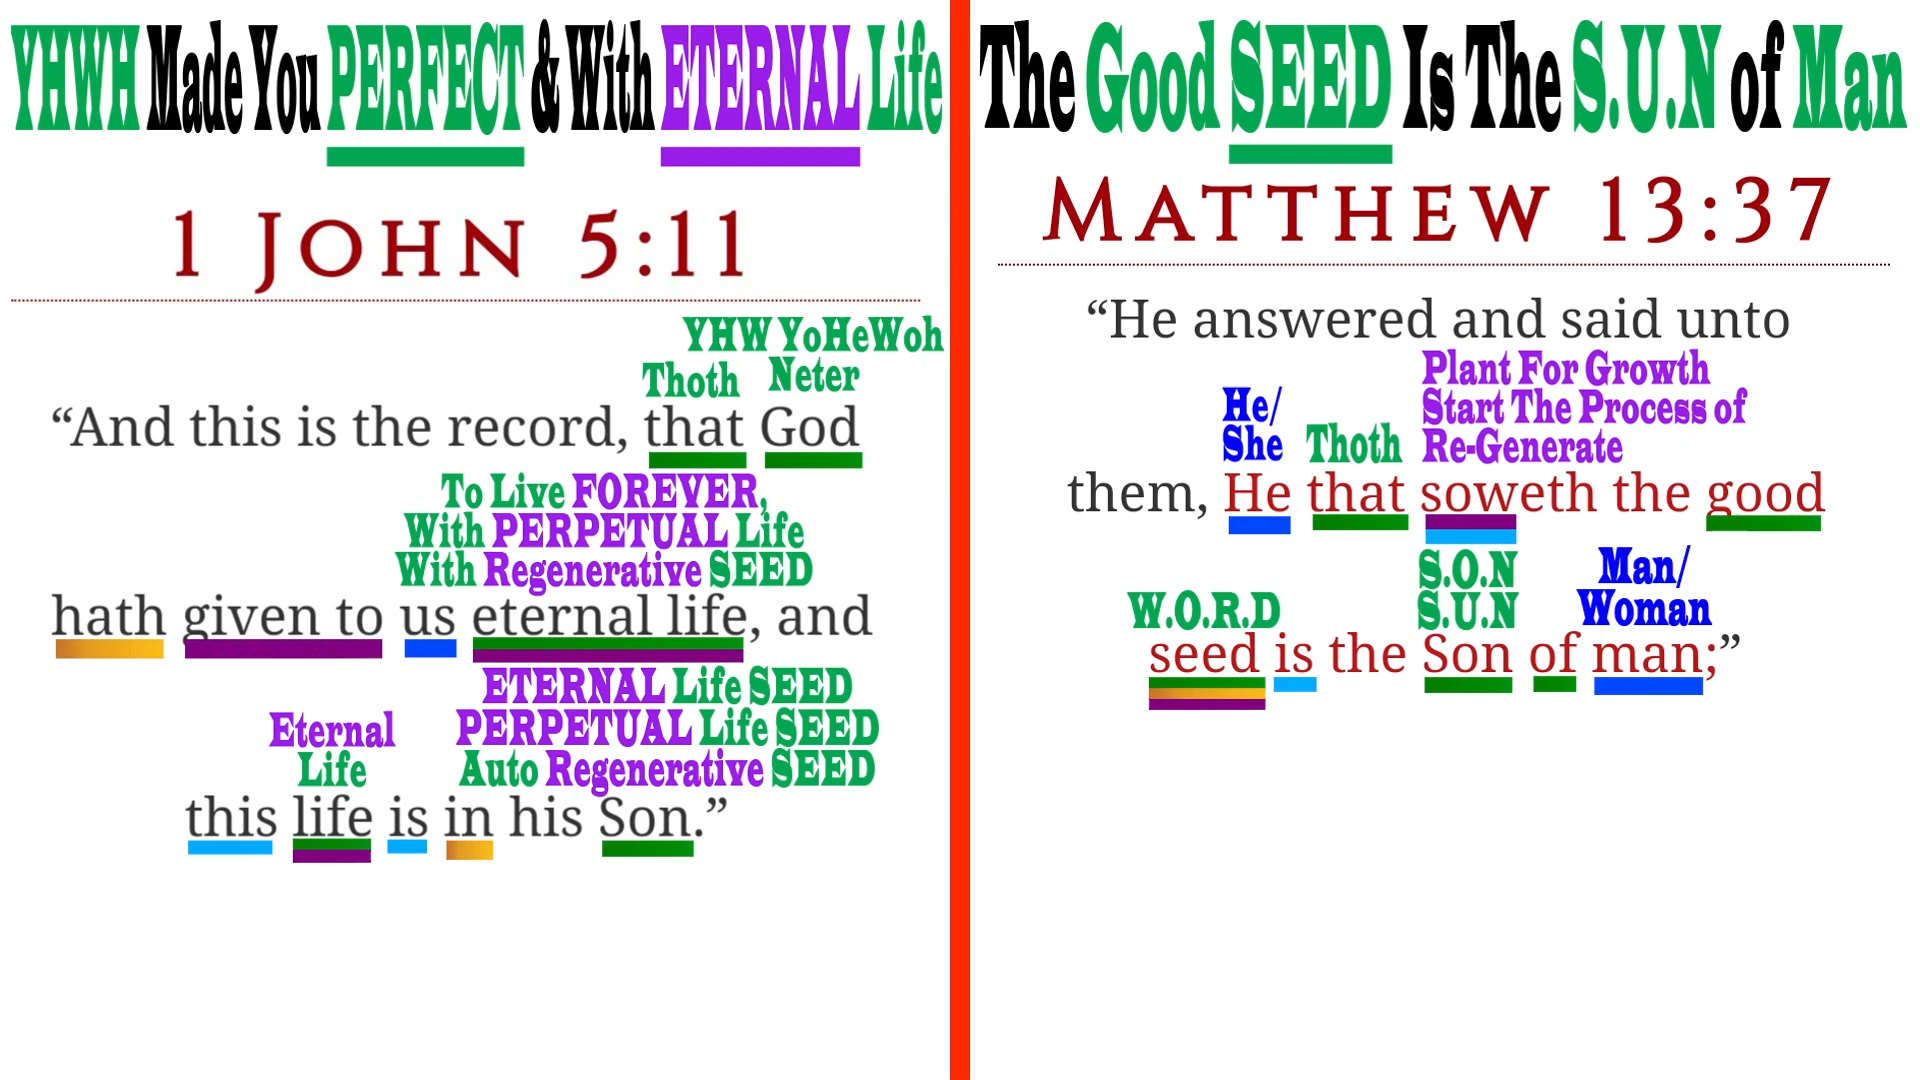 YHWH Made You PERFECT & With ETERNAL Life
1 John 5:11
YHW YoHeWoh
Thoth Neter
“And this is the record, that God
To Live FOREVER,
With PERPETUAL Life
With Regenerative SEED
hath given to us eternal life, and
ETERNAL Life SEED
Eternal PERPETUAL Life SEED
Life Auto Regenerative SEED
this life is in his Son.”
The Good SEED Is The S.U.N of Man
Matthew 13:37
“He answered and said unto
Plant For Growth
He/ Start The Process of
She Thoth Re-Generate
them, He that soweth the good
S.O.N Man/
W.O.R.D S.U.N Woman
seed is the Son of man;”